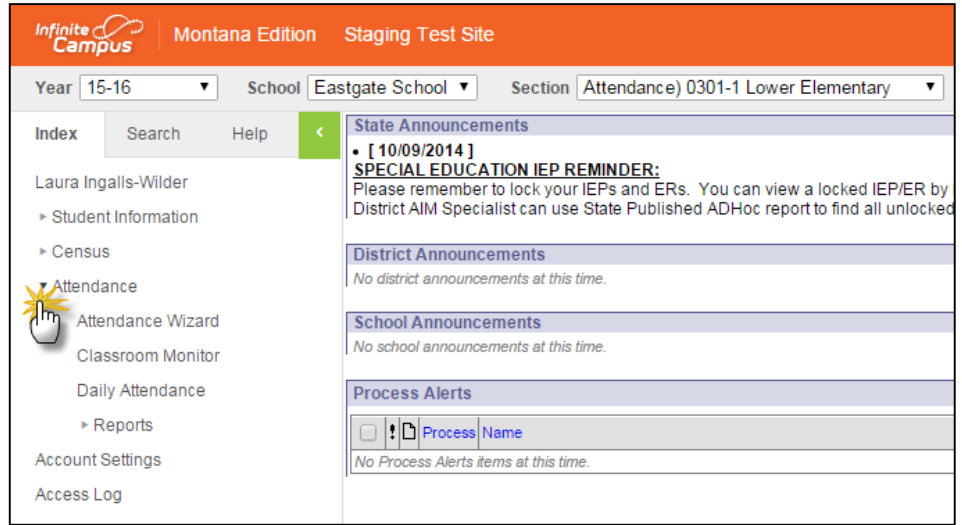 Infinite Campus Montana Edition Staging Test Site
Year 15-16 School Eastgate School Section Attendance) 0301-1 Lower Elementary
Index Search Help
Laura Ingalls-Wilder
Student Information
Census
Attendance
Attendance Wizard
Classroom Monitor
Daily Attendance
Reports
Account Settings
Access Log
State Announcements
• [ 10/09/2014 ]
SPECIAL EDUCATION IEP REMINDER:
Please remember to lock your IEPs and ERs. You can view a locked IEP/ER by
District AIM Specialist can use State Published ADHoc report to find all unlocked
District Announcements
No district announcements at this time.
School Announcements
No school announcements at this time.
Process Alerts
! Process Name
No Process Alerts items at this time.